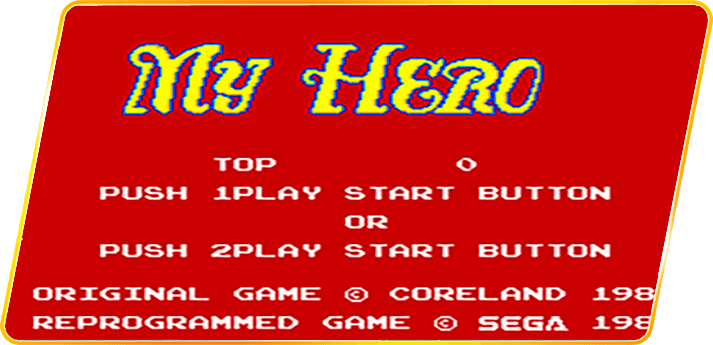 My Hero
TOP 0
PUSH 1PLAY START BUTTON
OR
PUSH 2PLAY START BUTTON
ORIGINAL GAME © CORELAND 198
REPROGRAMMED GAME © SEGA 198